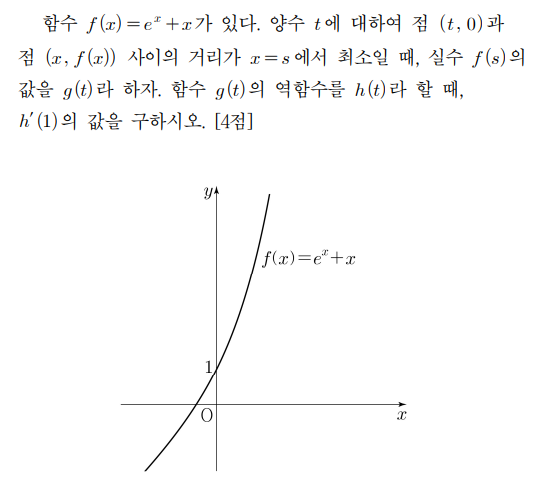 함수 f(x)=eˣ+x가 있다. 양수 t에 대하여 점 (t, 0)과
점 (x, f(x)) 사이의 거리가 x=s에서 최소일 때, 실수 f(s)의
값을 g(t)라 하자. 함수 g(t)의 역함수를 h(t)라 할 때,
h′(1)의 값을 구하시오. [4점]
y
f(x)=eˣ+x
1
O
x